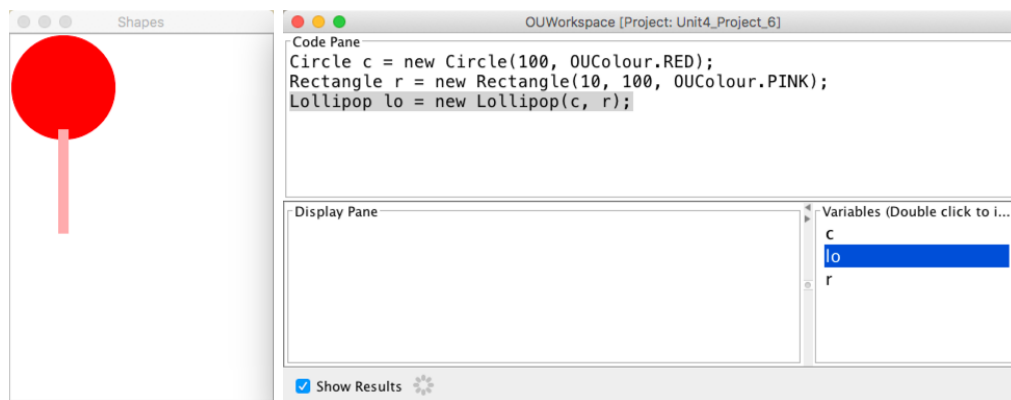 Shapes
OUWorkspace [Project: Unit4_Project_6]
Code Pane
Circle c = new Circle(100, OUColour.RED);
Rectangle r = new Rectangle(10, 100, OUColour.PINK);
Lollipop lo = new Lollipop(c, r);
Display Pane
Variables (Double click to i...
c
lo
r
Show Results